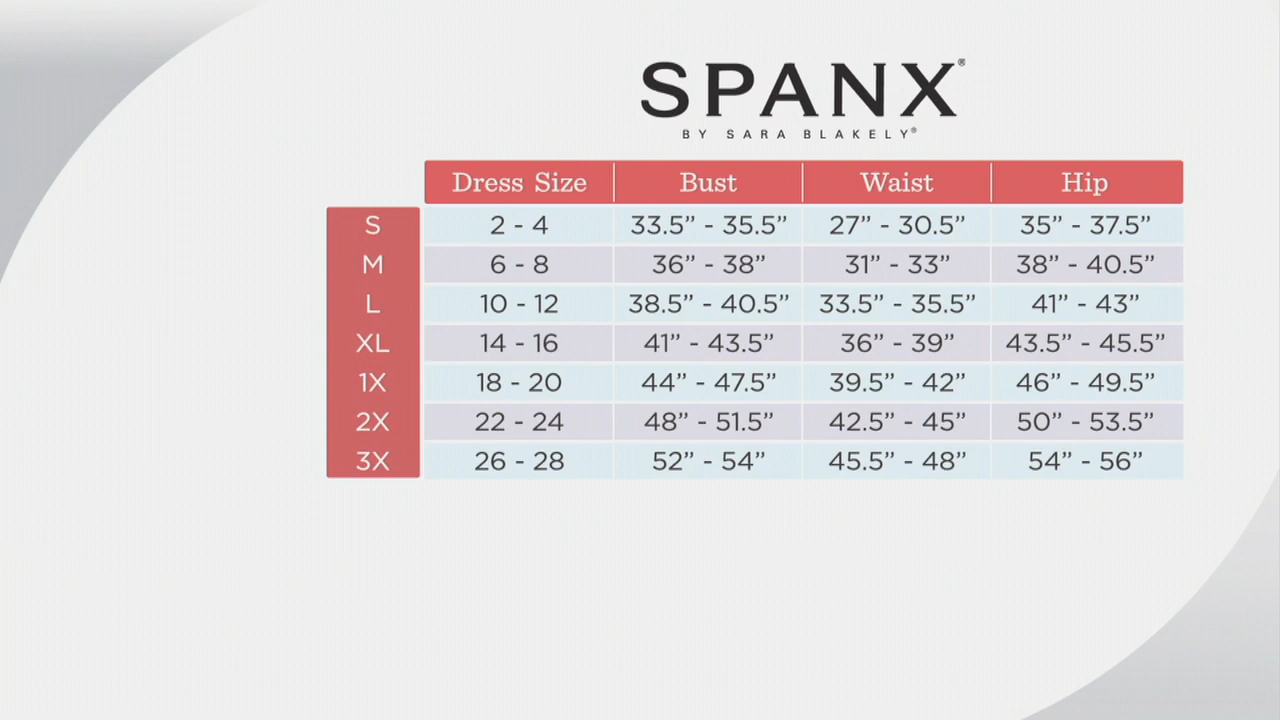 SPANX®
BY SARA BLAKELY®
Dress Size Bust Waist Hip
S 2 - 4 33.5” - 35.5” 27” - 30.5” 35” - 37.5”
M 6 - 8 36” - 38” 31” - 33” 38” - 40.5”
L 10 - 12 38.5” - 40.5” 33.5” - 35.5” 41” - 43”
XL 14 - 16 41” - 43.5” 36” - 39” 43.5” - 45.5”
1X 18 - 20 44” - 47.5” 39.5” - 42” 46” - 49.5”
2X 22 - 24 48” - 51.5” 42.5” - 45” 50” - 53.5”
3X 26 - 28 52” - 54” 45.5” - 48” 54” - 56”